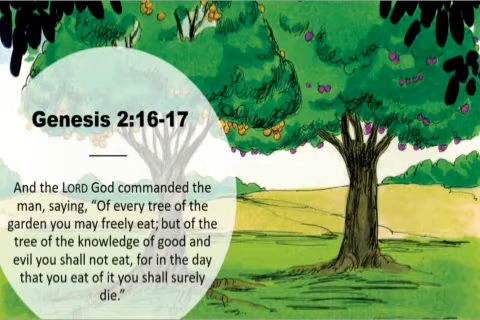 Genesis 2:16-17
And the LORD God commanded the
man, saying, “Of every tree of the
garden you may freely eat; but of the
tree of the knowledge of good and
evil you shall not eat, for in the day
that you eat of it you shall surely
die.”